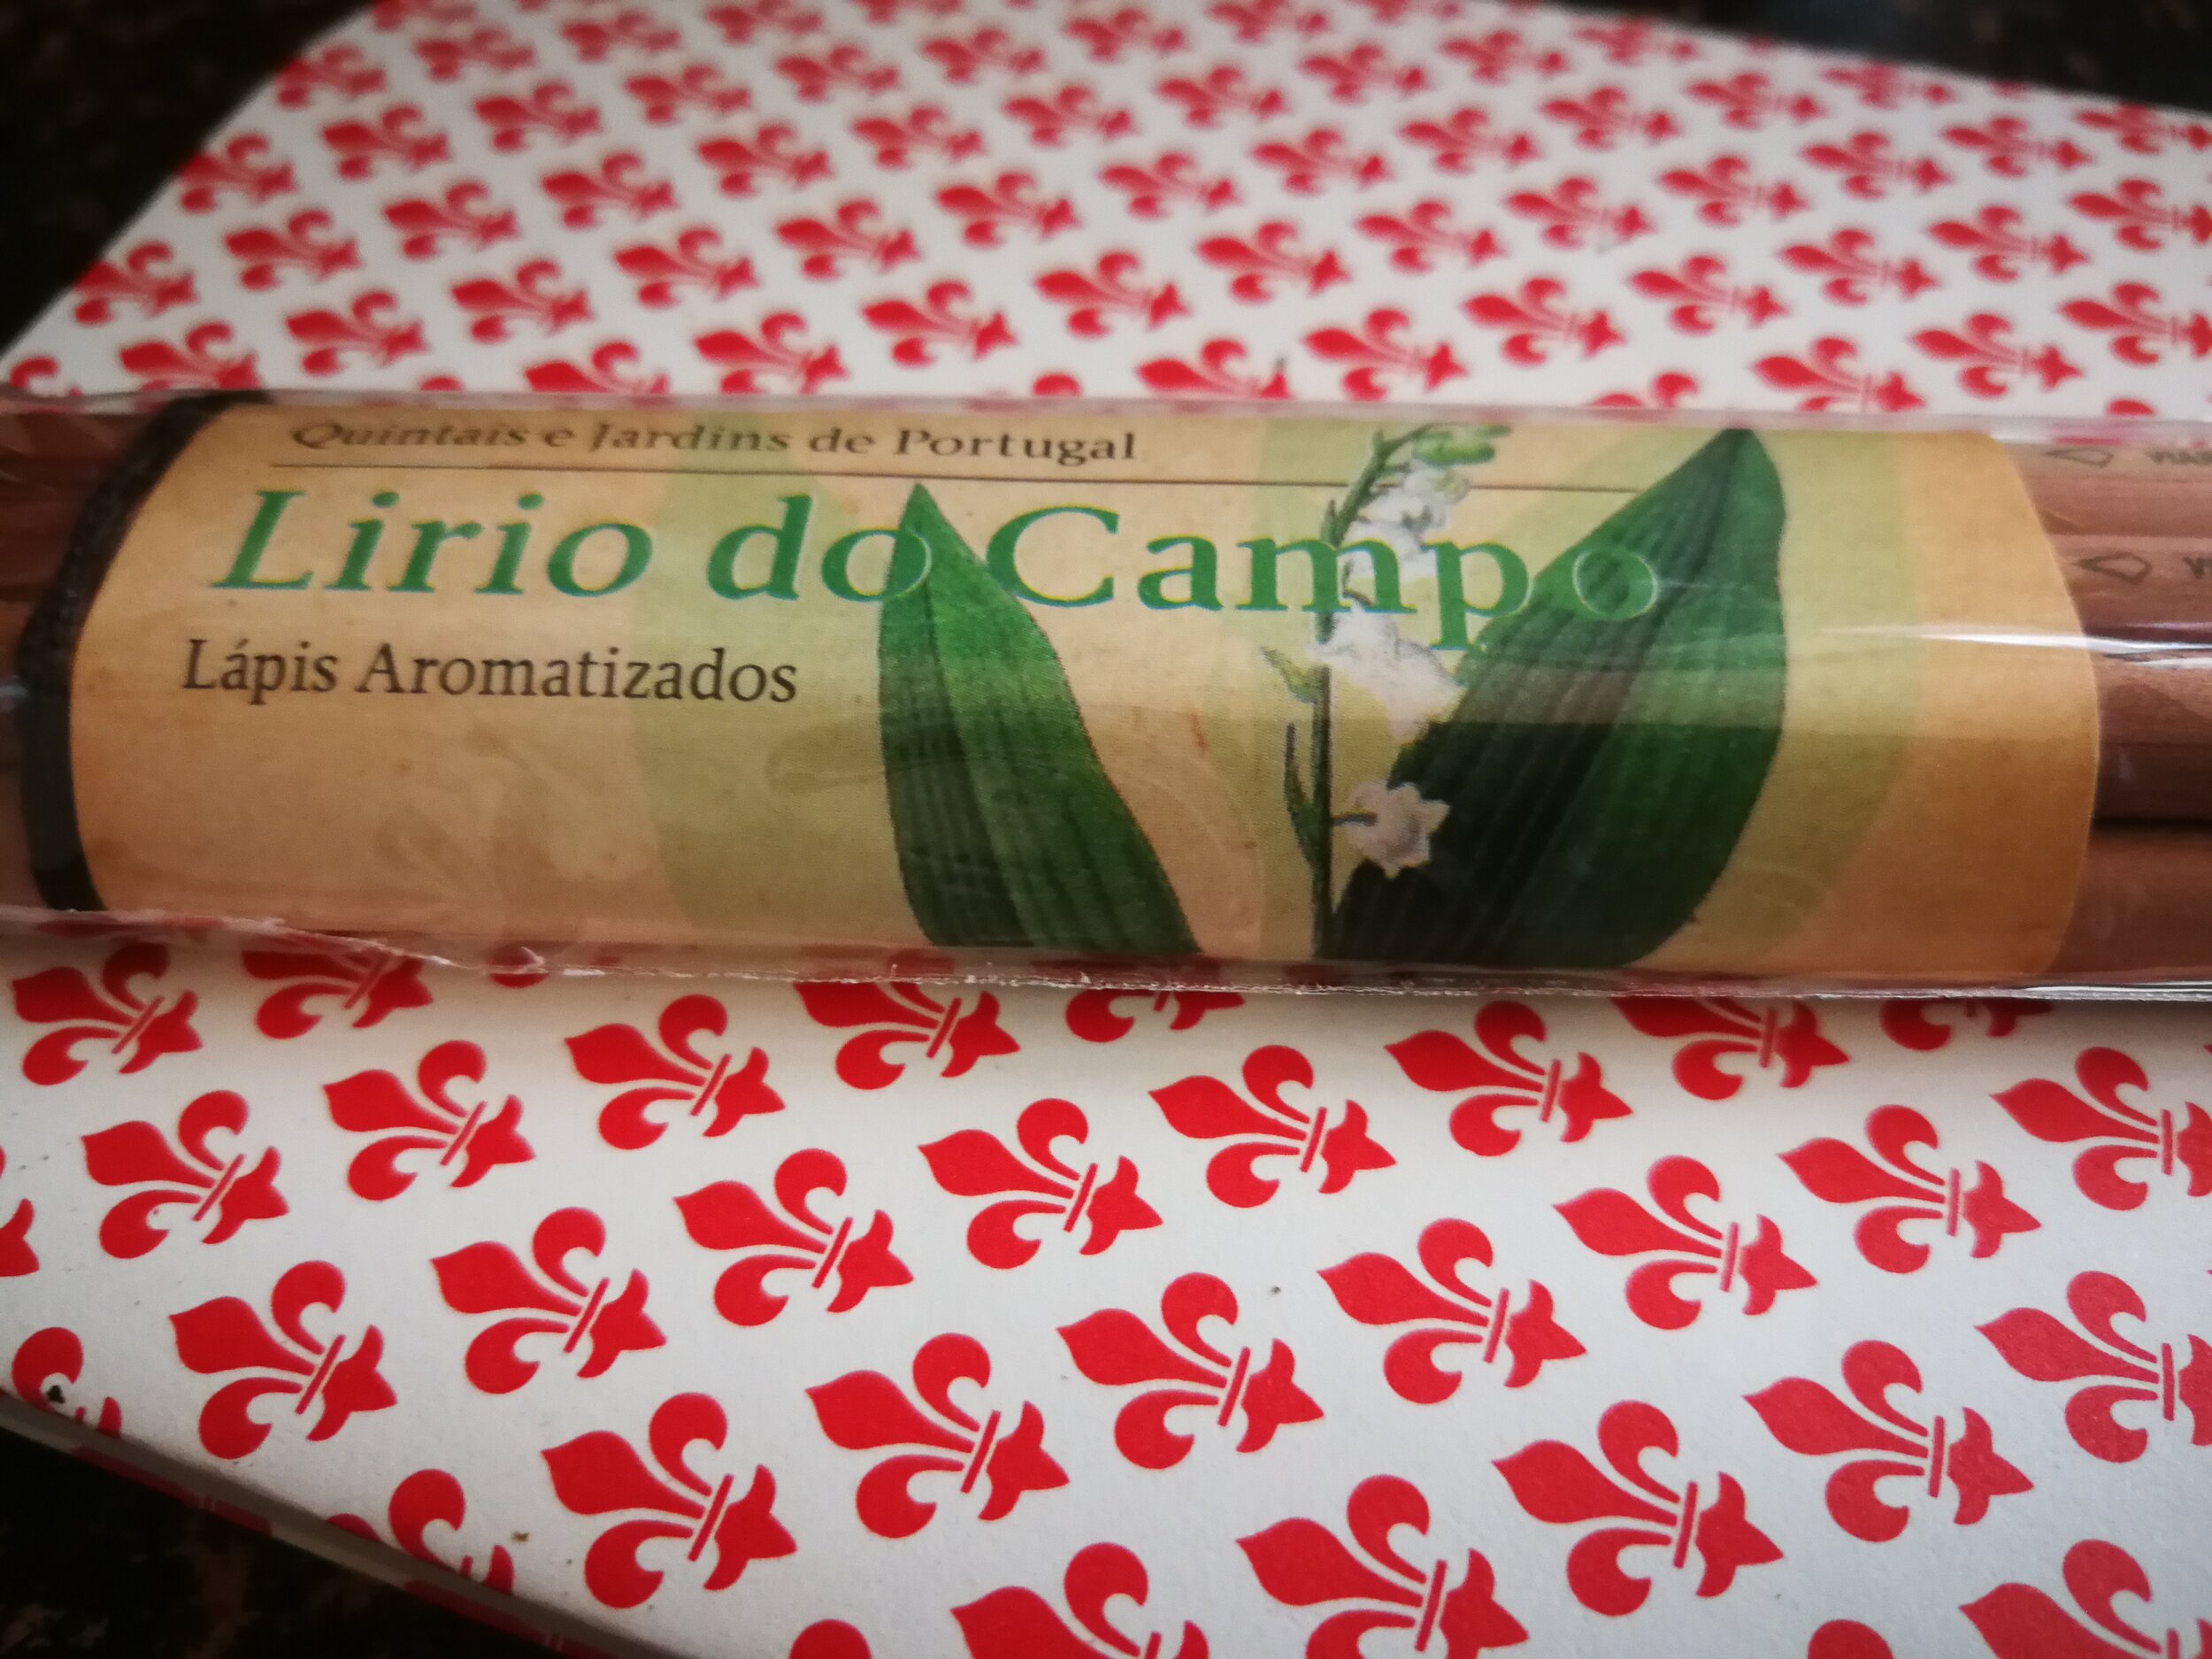 Quintais e Jardins de Portugal
Lirio do Campo
Lápis Aromatizados